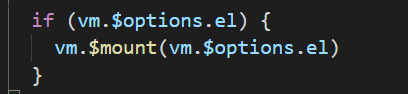 if (vm.$options.el) {
  vm.$mount(vm.$options.el)
}